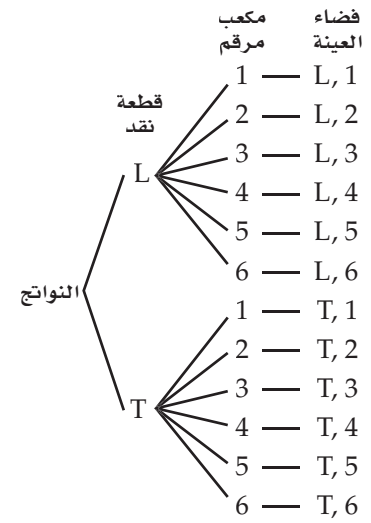 فضاء العينة
مكعب مرقم
قطعة نقد
النواتج
L
1 — L, 1
2 — L, 2
3 — L, 3
4 — L, 4
5 — L, 5
6 — L, 6
T
1 — T, 1
2 — T, 2
3 — T, 3
4 — T, 4
5 — T, 5
6 — T, 6